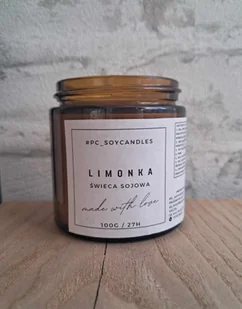 #PC_SOYCANDLES
LIMONKA
ŚWIECA SOJOWA
made with love
100G / 27H